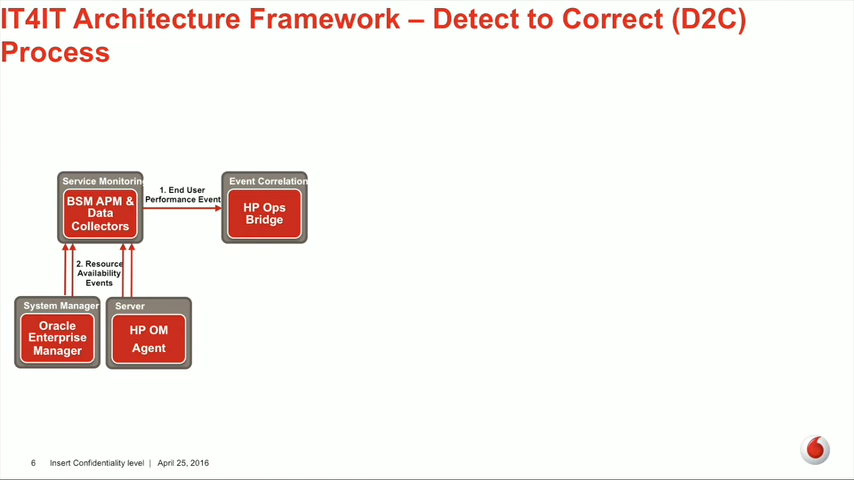 IT4IT Architecture Framework – Detect to Correct (D2C)
Process
Service Monitoring
BSM APM &
Data
Collectors
1. End User
Performance Event
Event Correlation
HP Ops
Bridge
2. Resource
Availability
Events
System Manager
Oracle
Enterprise
Manager
Server
HP OM
Agent
6 Insert Confidentiality level | April 25, 2016